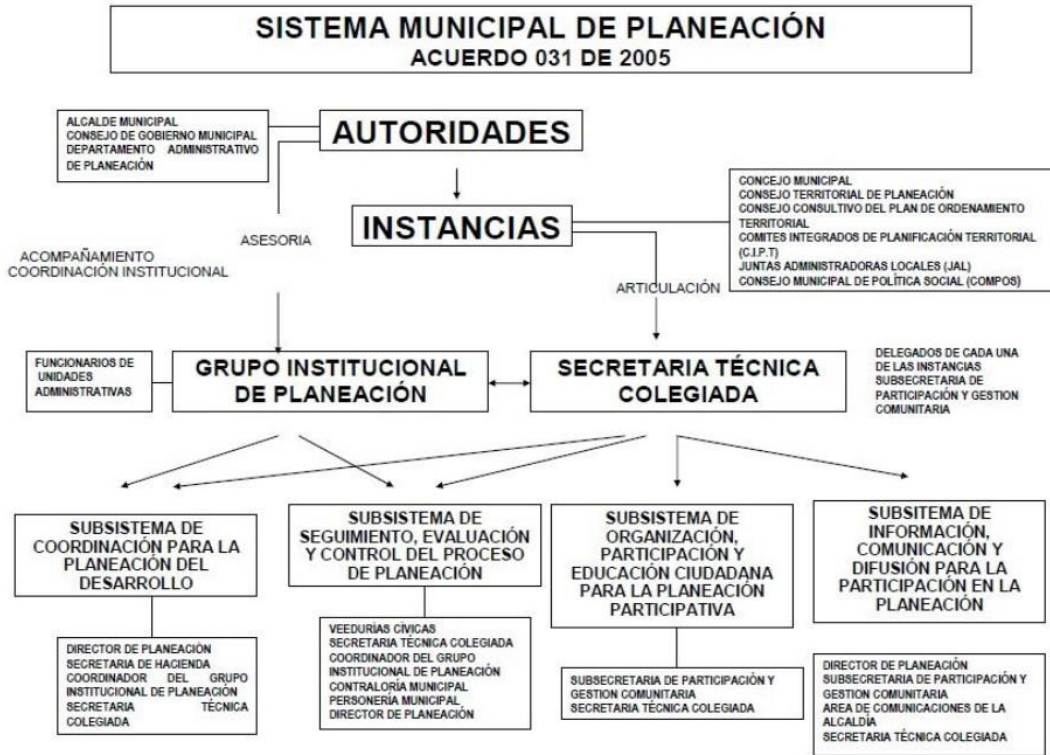 SISTEMA MUNICIPAL DE PLANEACIÓN
ACUERDO 031 DE 2005
ALCALDE MUNICIPAL
CONSEJO DE GOBIERNO MUNICIPAL
DEPARTAMENTO ADMINISTRATIVO
DE PLANEACIÓN
AUTORIDADES
INSTANCIAS
CONCEJO MUNICIPAL
CONSEJO TERRITORIAL DE PLANEACIÓN
CONSEJO CONSULTIVO DEL PLAN DE ORDENAMIENTO
TERRITORIAL
COMITES INTEGRADOS DE PLANIFICACIÓN TERRITORIAL
(C.I.P.T)
JUNTAS ADMINISTRADORAS LOCALES (JAL)
CONSEJO MUNICIPAL DE POLÍTICA SOCIAL (COMPOS)
ASESORIA
ACOMPAÑAMIENTO
COORDINACIÓN INSTITUCIONAL
ARTICULACIÓN
FUNCIONARIOS DE
UNIDADES
ADMINISTRATIVAS
GRUPO INSTITUCIONAL
DE PLANEACIÓN
SECRETARIA TÉCNICA
COLEGIADA
DELEGADOS DE CADA UNA
DE LAS INSTANCIAS
SUBSECRETARIA DE
PARTICIPACIÓN Y GESTION
COMUNITARIA
SUBSISTEMA DE
COORDINACIÓN PARA LA
PLANEACIÓN DEL
DESARROLLO
SUBSISTEMA DE
SEGUIMIENTO, EVALUACIÓN
Y CONTROL DEL PROCESO
DE PLANEACIÓN
SUBSISTEMA DE
ORGANIZACIÓN,
PARTICIPACIÓN Y
EDUCACIÓN CIUDADANA
PARA LA PLANEACIÓN
PARTICIPATIVA
SUBSITEMA DE
INFORMACIÓN,
COMUNICACIÓN Y
DIFUSIÓN PARA LA
PARTICIPACIÓN EN LA
PLANEACIÓN
DIRECTOR DE PLANEACIÓN
SECRETARIA DE HACIENDA
COORDINADOR DEL GRUPO
INSTITUCIONAL DE PLANEACIÓN
SECRETARIA TÉCNICA
COLEGIADA
VEEDURÍAS CÍVICAS
SECRETARIA TÉCNICA COLEGIADA
COORDINADOR DEL GRUPO
INSTITUCIONAL DE PLANEACIÓN
CONTRALORÍA MUNICIPAL
PERSONERÍA MUNICIPAL
DIRECTOR DE PLANEACIÓN
SUBSECRETARIA DE PARTICIPACIÓN Y
GESTION COMUNITARIA
SECRETARIA TÉCNICA COLEGIADA
DIRECTOR DE PLANEACIÓN
SUBSECRETARIA DE PARTICIPACIÓN Y
GESTION COMUNITARIA
AREA DE COMUNICACIONES DE LA
ALCALDÍA
SECRETARIA TÉCNICA COLEGIADA